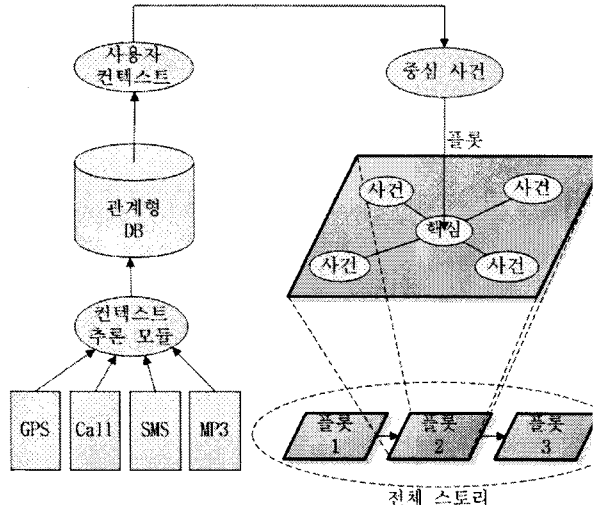 사용자
컨텍스트
중심 사건
플롯
관계형
DB
사건
사건
핵심
사건
사건
컨텍스트
추론 모듈
GPS
Call
SMS
MP3
플롯
1
플롯
2
플롯
3
전체 스토리